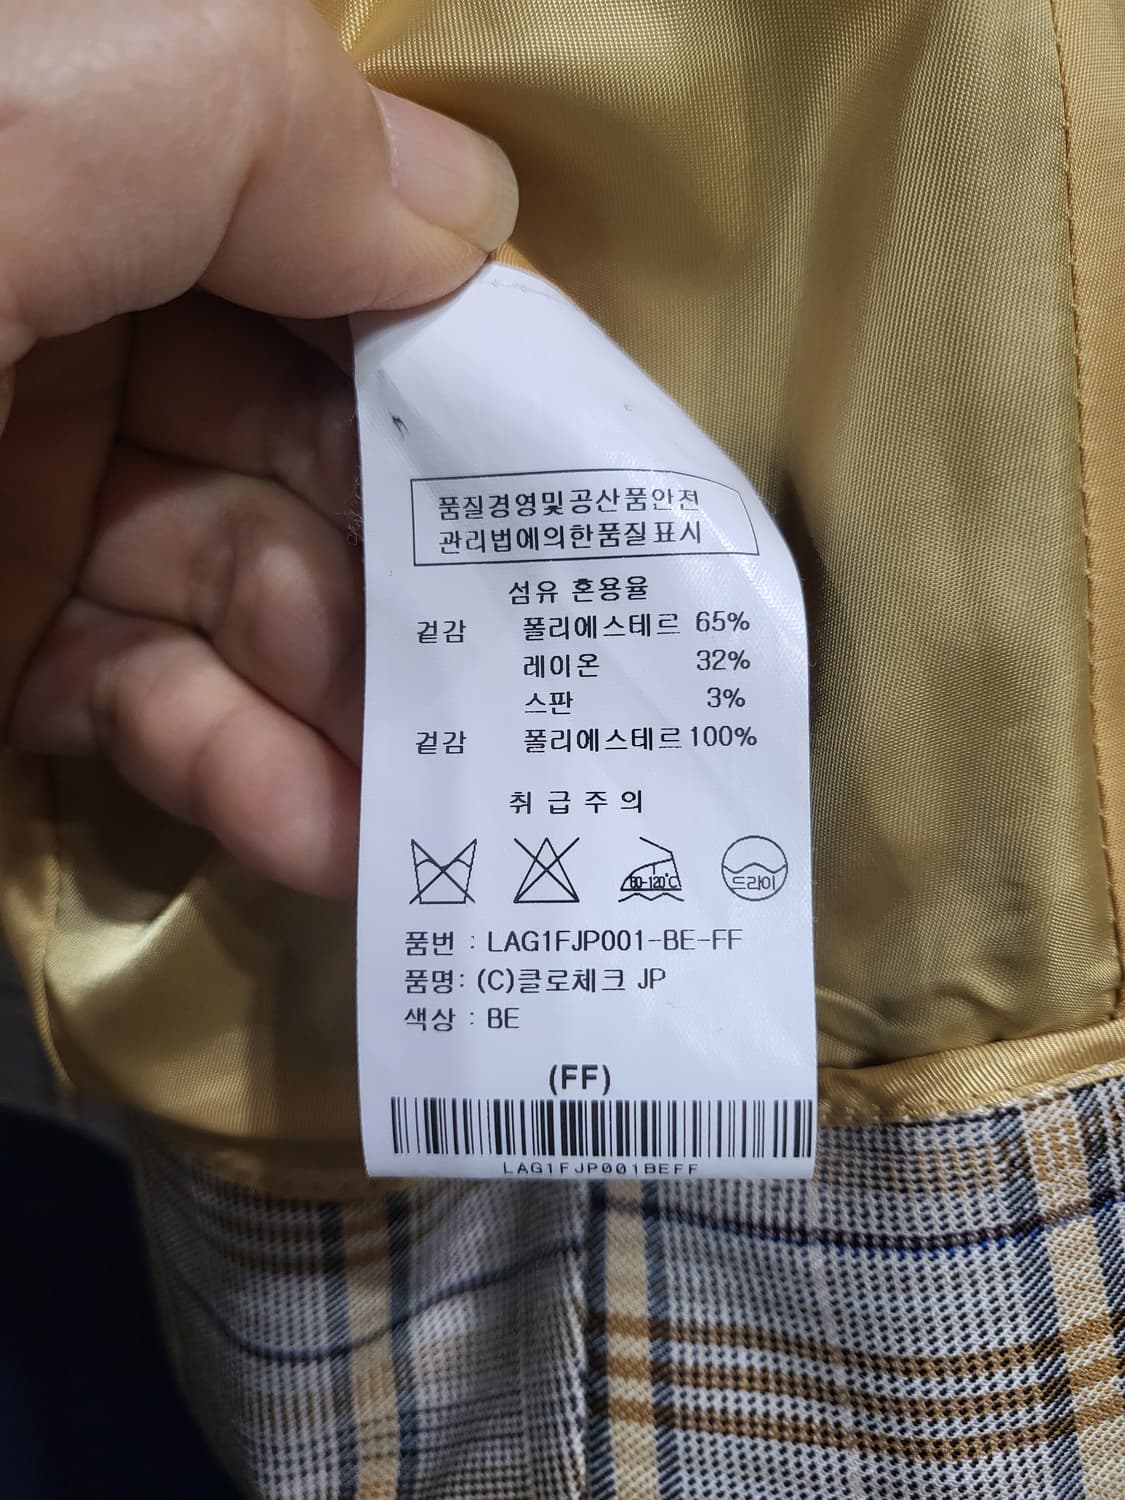 품질경영및공산품안전
관리법에의한품질표시
섬유 혼용율
겉감 폴리에스테르 65%
레이온 32%
스판 3%
겉감 폴리에스테르 100%
취급주의
80-120℃ 드라이
품번 : LAG1FJP001-BE-FF
품명: (C)클로체크 JP
색상 : BE
(FF)
LAG1FJP001BEFF